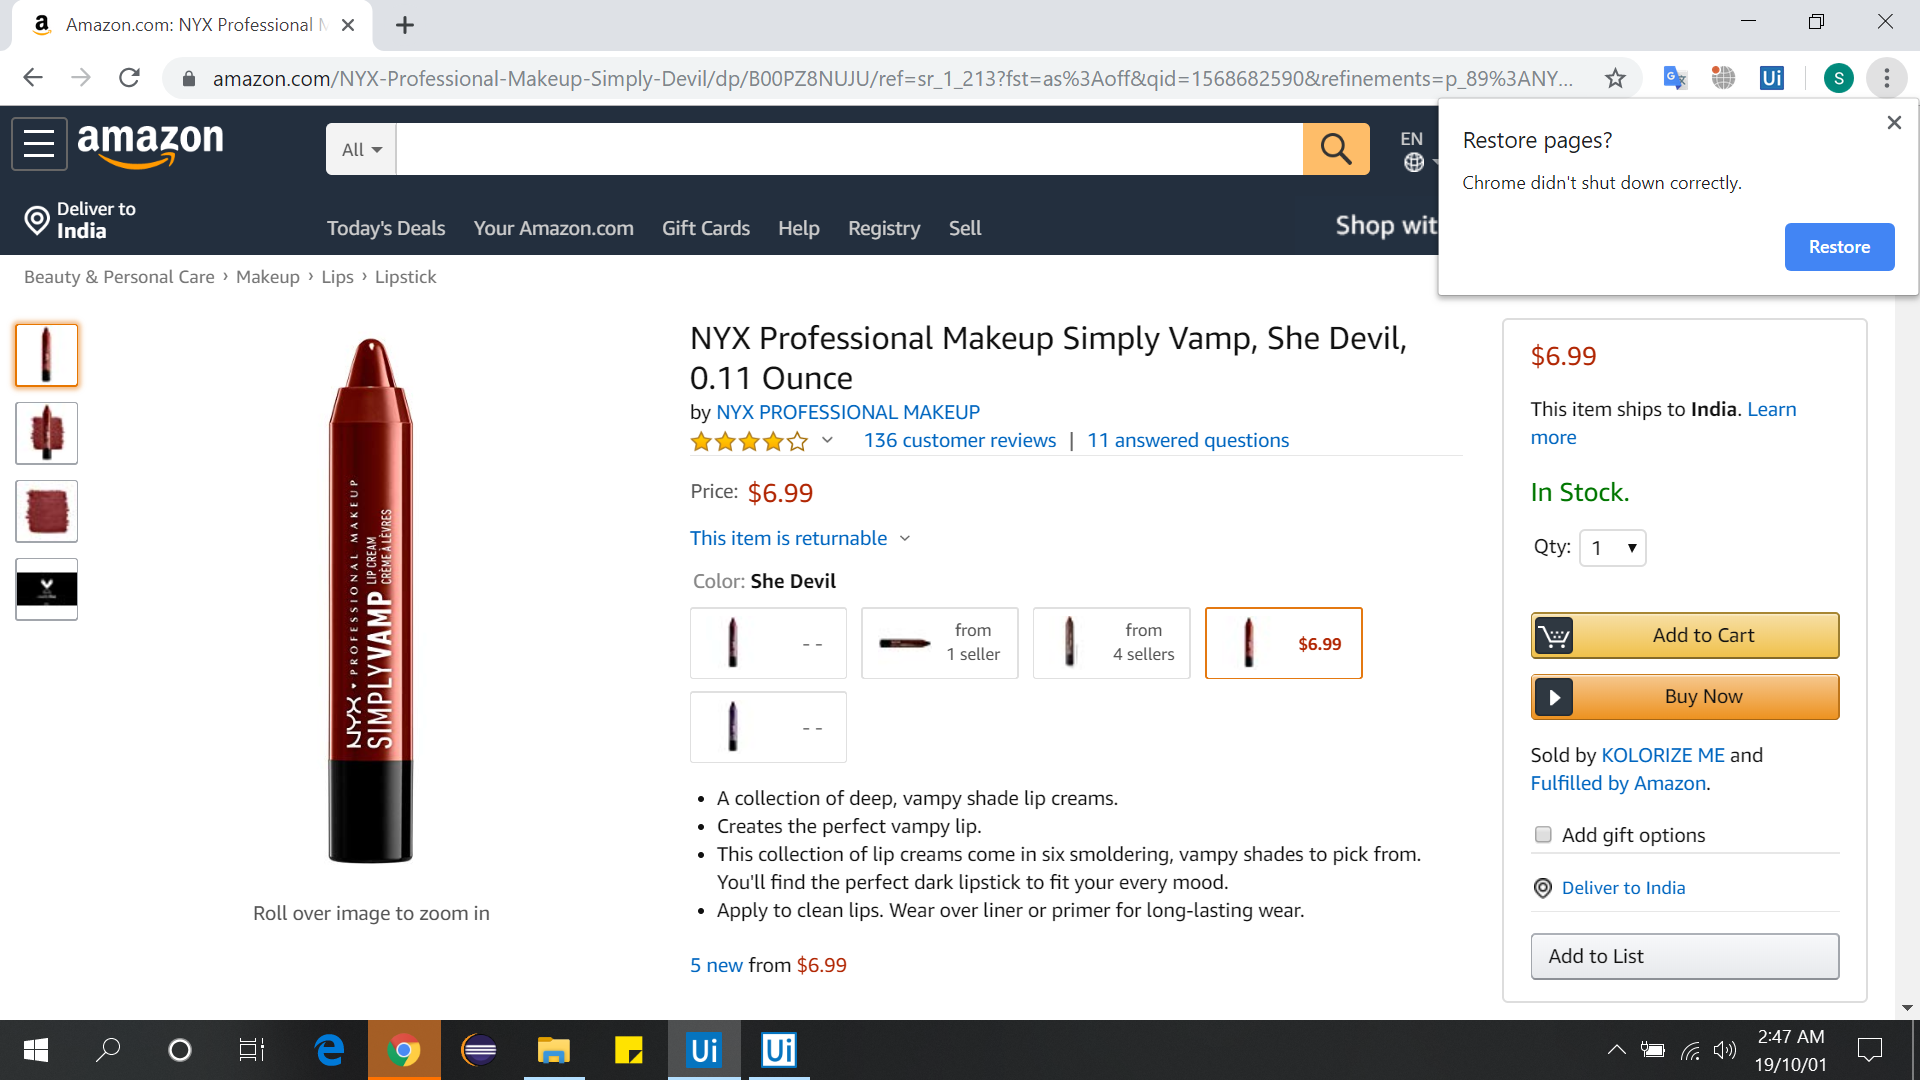 Amazon.com: NYX Professional M
amazon.com/NYX-Professional-Makeup-Simply-Devil/dp/B00PZ8NUJU/ref=sr_1_213?fst=as%3Aoff&qid=1568682590&refinements=p_89%3ANY...
S
Ui
Restore pages?
Chrome didn't shut down correctly.
Restore
amazon
All
EN
Deliver to
India
Today's Deals
Your Amazon.com
Gift Cards
Help
Registry
Sell
Shop wit
Beauty & Personal Care › Makeup › Lips › Lipstick
NYX ♥ PROFESSIONAL MAKEUP
SIMPLY VAMP
LIP CREAM
CRÈME À LÈVRES
Roll over image to zoom in
NYX Professional Makeup Simply Vamp, She Devil,
0.11 Ounce
by NYX PROFESSIONAL MAKEUP
136 customer reviews | 11 answered questions
Price: $6.99
This item is returnable
Color: She Devil
- -
from
1 seller
from
4 sellers
$6.99
- -
• A collection of deep, vampy shade lip creams.
• Creates the perfect vampy lip.
• This collection of lip creams come in six smoldering, vampy shades to pick from.
You'll find the perfect dark lipstick to fit your every mood.
• Apply to clean lips. Wear over liner or primer for long-lasting wear.
5 new from $6.99
$6.99
This item ships to India. Learn
more
In Stock.
Qty: 1
Add to Cart
Buy Now
Sold by KOLORIZE ME and
Fulfilled by Amazon.
Add gift options
Deliver to India
Add to List
Ui
Ui
2:47 AM
19/10/01